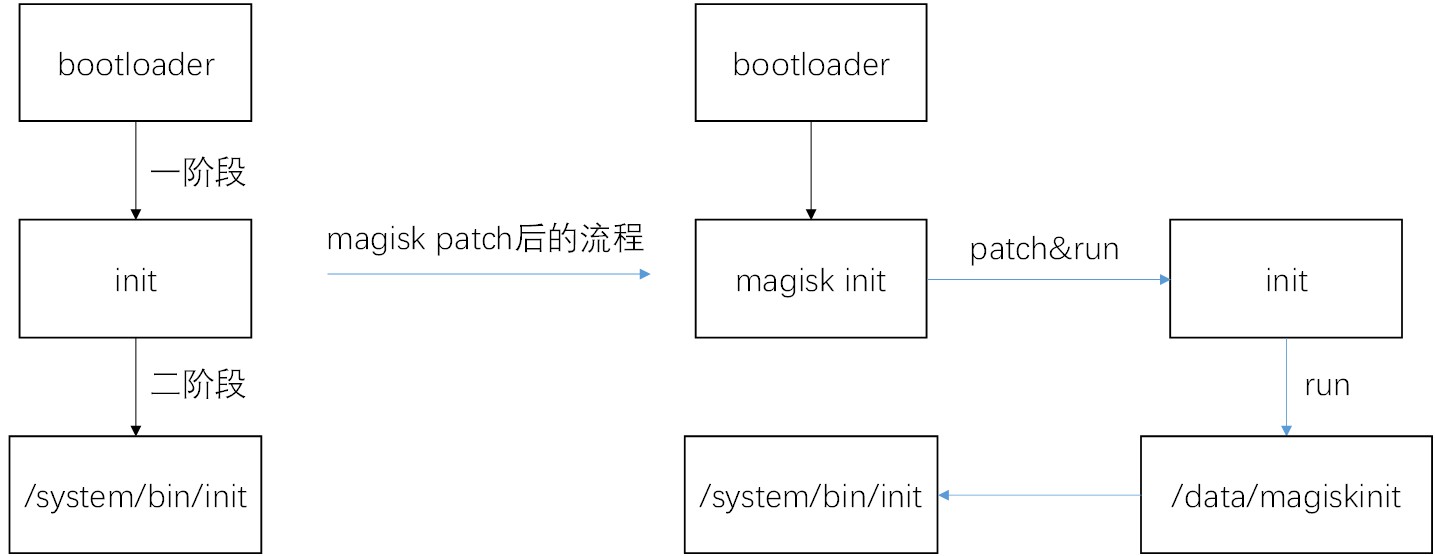 bootloader
一阶段
init
二阶段
/system/bin/init
magisk patch后的流程
bootloader
magisk init
patch&run
init
run
/data/magiskinit
/system/bin/init